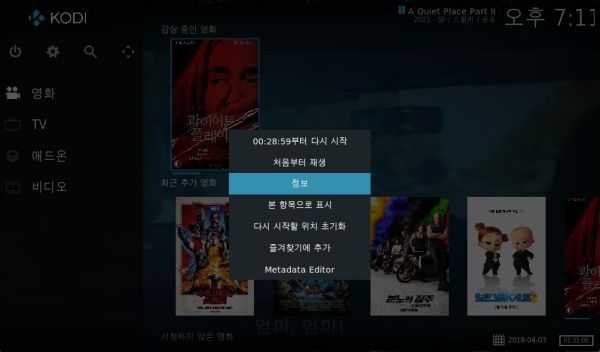 KODI
A Quiet Place Part II
2021 - SF / 스릴러 / 공포
오후 7:11
감상 중인 영화
콰이어트
플레이
영화
TV
애드온
비디오
00:28:59부터 다시 시작
처음부터 재생
정보
본 항목으로 표시
다시 시작할 위치 초기화
즐겨찾기에 추가
Metadata Editor
최근 추가 영화
분노의 질주
시청하지 않은 영화
엄마, 엄마!
2018-04-03
01:31:00